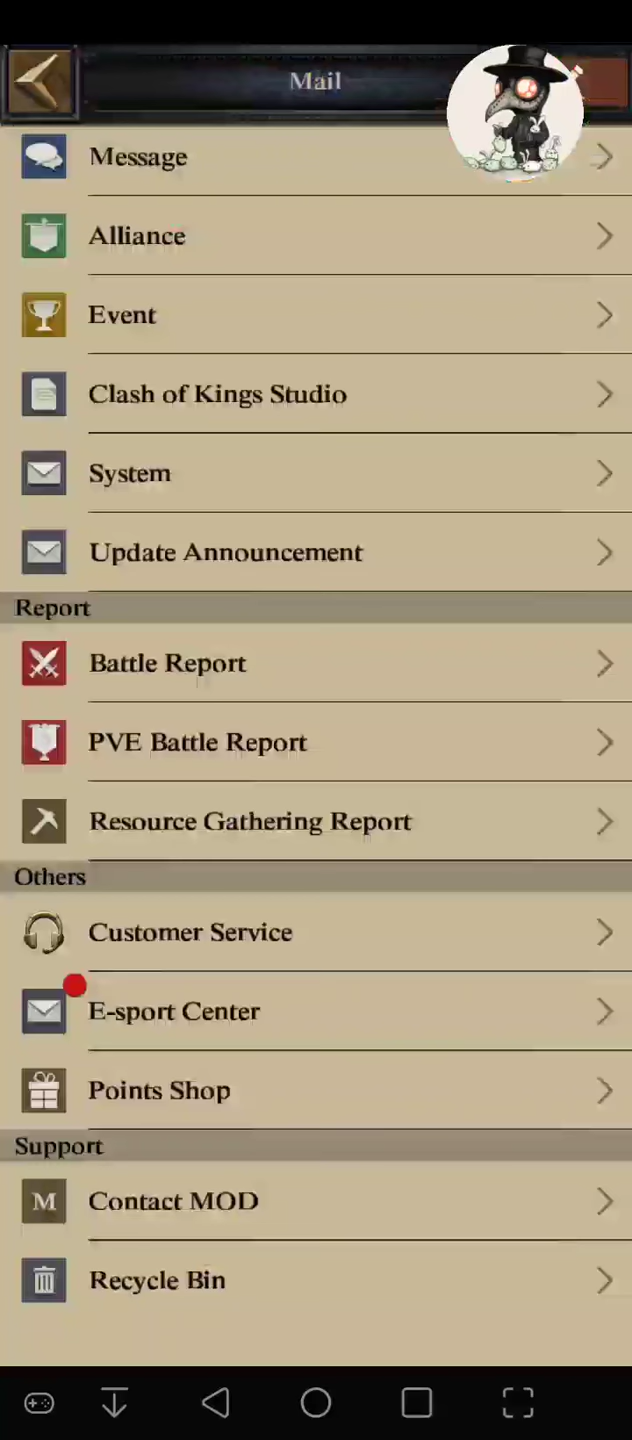 Mail
Message
Alliance
Event
Clash of Kings Studio
System
Update Announcement
Report
Battle Report
PVE Battle Report
Resource Gathering Report
Others
Customer Service
E-sport Center
Points Shop
Support
M
Contact MOD
Recycle Bin